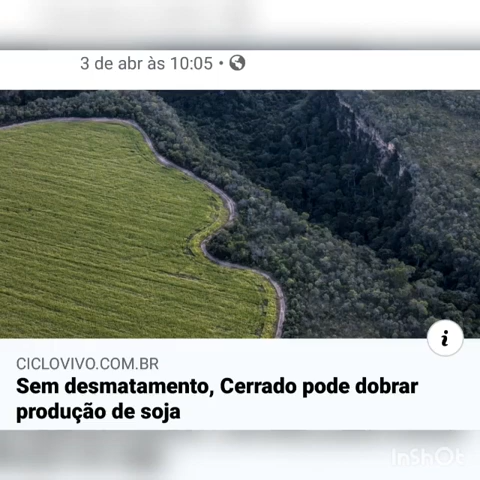 3 de abr às 10:05 •
CICLOVIVO.COM.BR
Sem desmatamento, Cerrado pode dobrar
produção de soja
i
InShOt